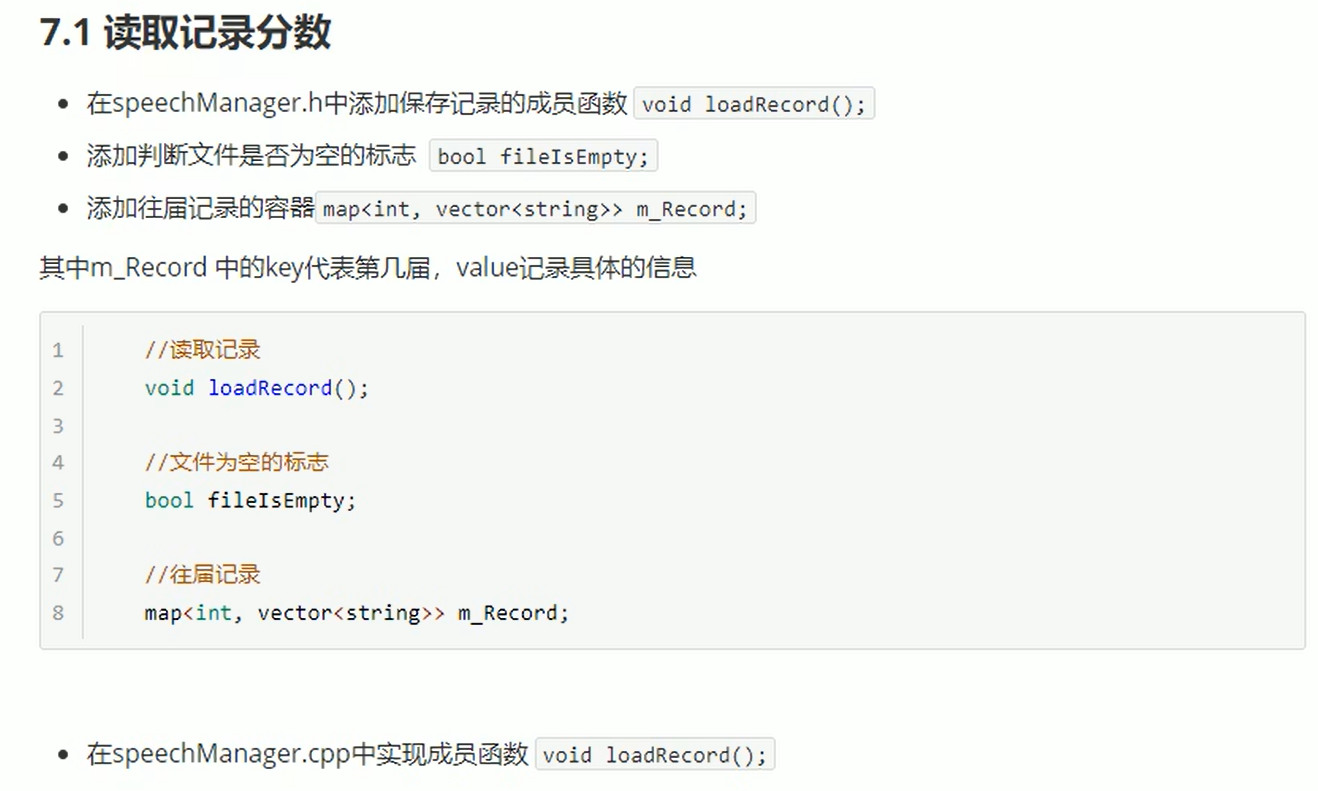 7.1 读取记录分数
在speechManager.h中添加保存记录的成员函数 void loadRecord();
添加判断文件是否为空的标志 bool fileIsEmpty;
添加往届记录的容器map<int, vector<string>> m_Record;
其中m_Record 中的key代表第几届，value记录具体的信息
1 //读取记录
2 void loadRecord();
3
4 //文件为空的标志
5 bool fileIsEmpty;
6
7 //往届记录
8 map<int, vector<string>> m_Record;
在speechManager.cpp中实现成员函数 void loadRecord();